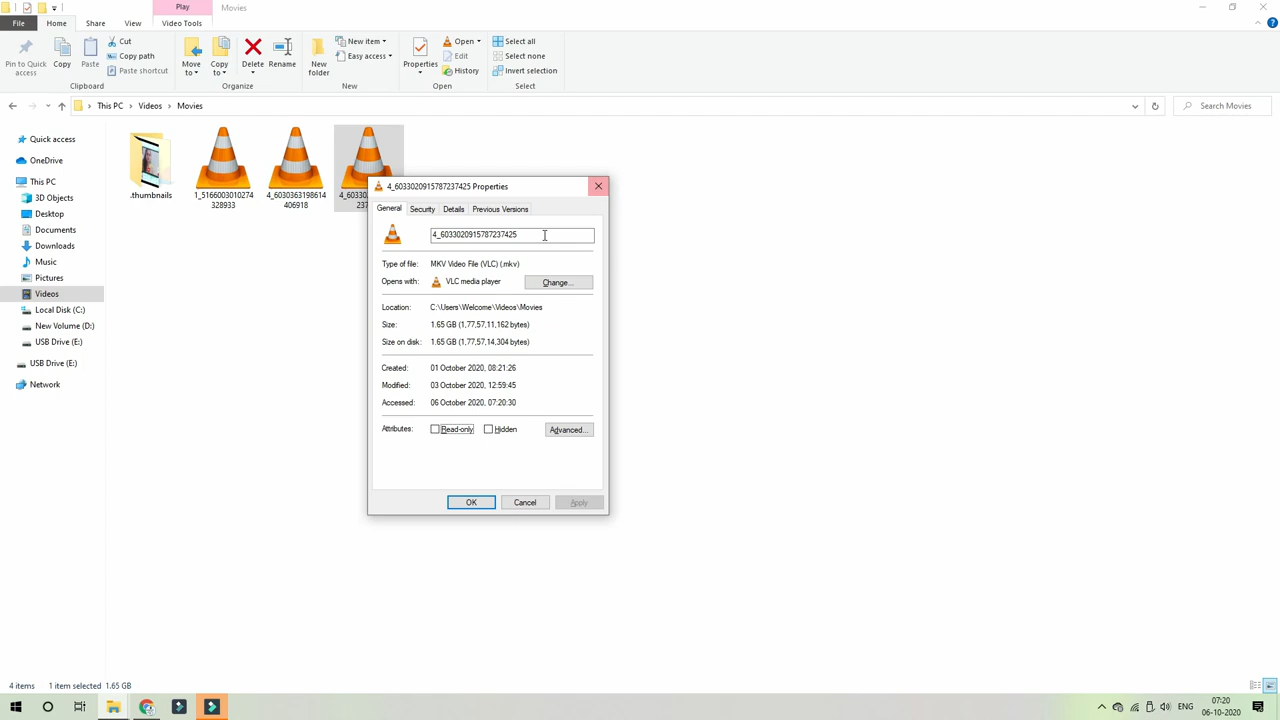 Play
Movies
File
Home
Share
View
Video Tools
Pin to Quick access
Copy
Paste
Cut
Copy path
Paste shortcut
Clipboard
Move to
Copy to
Delete
Rename
Organize
New folder
New item
Easy access
New
Properties
Open
Edit
History
Open
Select all
Select none
Invert selection
Select
This PC
Videos
Movies
Search Movies
Quick access
OneDrive
This PC
3D Objects
Desktop
Documents
Downloads
Music
Pictures
Videos
Local Disk (C:)
New Volume (D:)
USB Drive (E:)
USB Drive (E:)
Network
.thumbnails
1_5166003010274
328933
4_6030363198614
406918
4_6033020915787237425 Properties
General
Security
Details
Previous Versions
4_6033020915787237425
Type of file:
MKV Video File (VLC) (.mkv)
Opens with:
VLC media player
Change...
Location:
C:\Users\Welcome\Videos\Movies
Size:
1.65 GB (1,77,57,11,162 bytes)
Size on disk:
1.65 GB (1,77,57,14,304 bytes)
Created:
01 October 2020, 08:21:26
Modified:
03 October 2020, 12:59:45
Accessed:
06 October 2020, 07:20:30
Attributes:
Read-only
Hidden
Advanced...
OK
Cancel
Apply
4 items
1 item selected 1.65 GB
ENG
07:20
06-10-2020